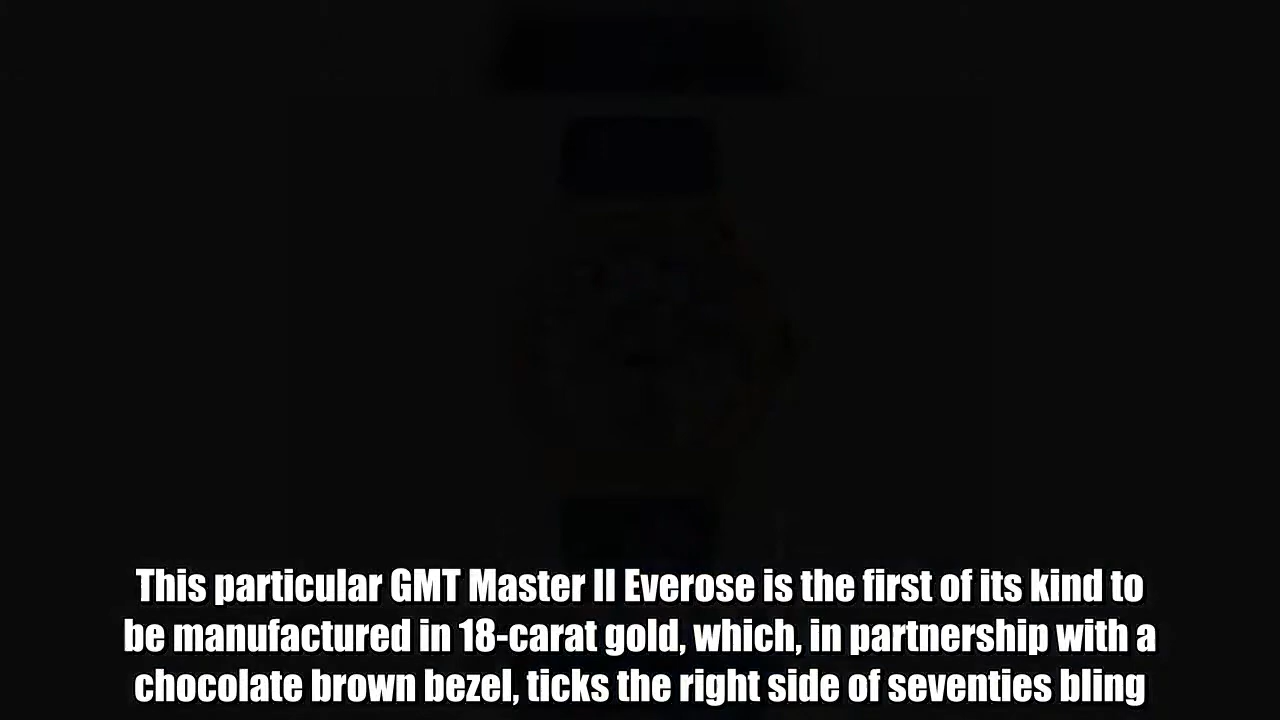 This particular GMT Master II Everose is the first of its kind to
be manufactured in 18-carat gold, which, in partnership with a
chocolate brown bezel, ticks the right side of seventies bling